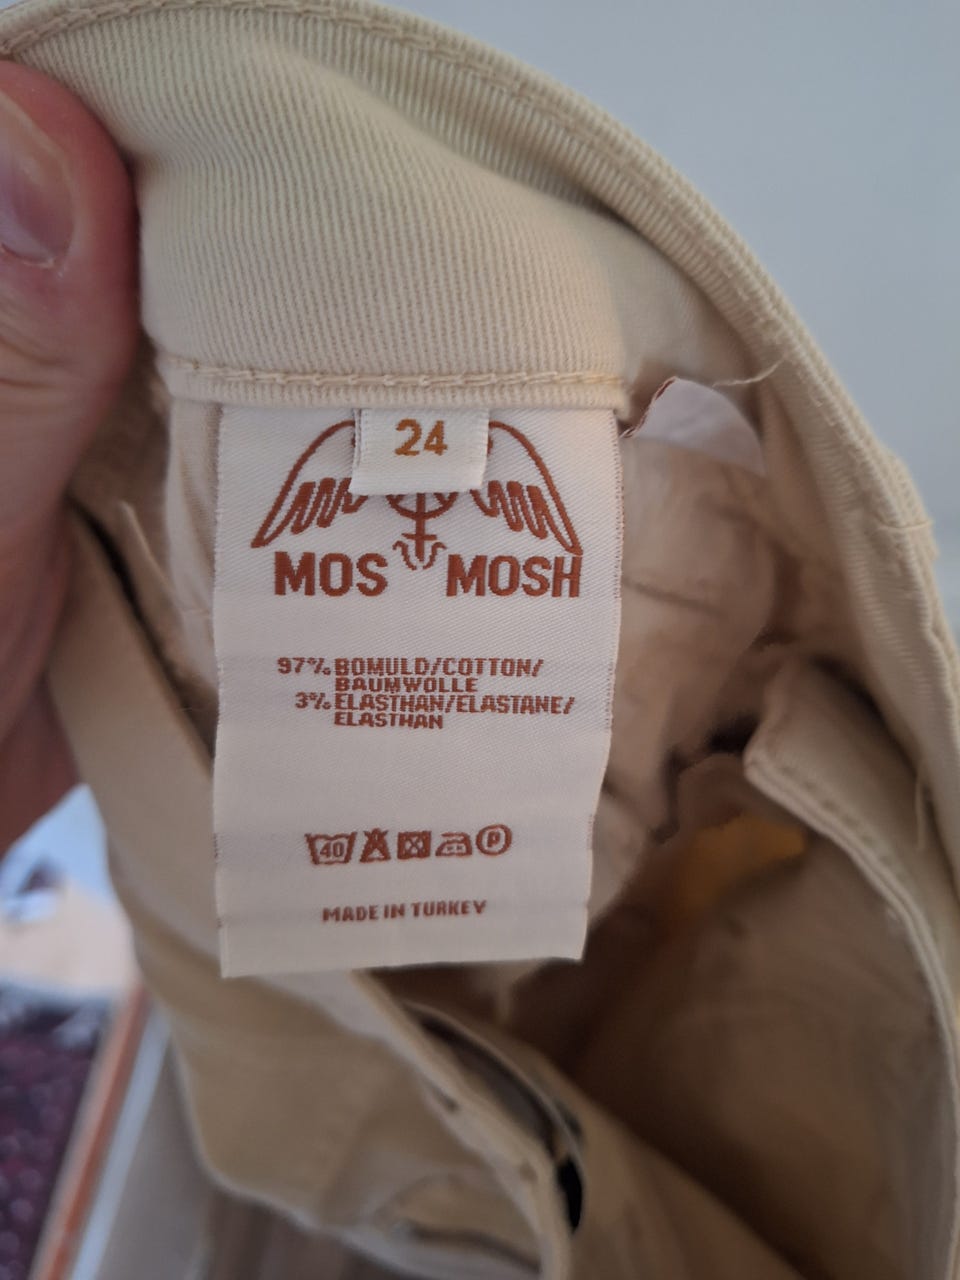 24
MOS MOSH
97% BOMULD/COTTON/
BAUMWOLLE
3% ELASTHAN/ELASTANE/
ELASTHAN
40 P
MADE IN TURKEY